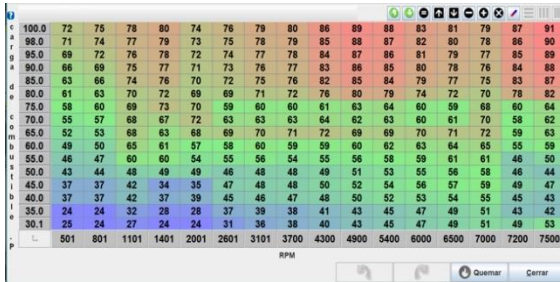 carga de combustible .P
100.0 72 75 78 80 74 76 79 80 86 89 88 83 81 79 87 91
98.0 71 74 77 79 73 75 78 79 85 88 87 82 80 78 86 90
95.0 69 72 76 78 72 74 77 78 84 87 86 81 79 77 85 89
90.0 66 69 75 77 71 73 76 77 83 86 85 80 78 76 84 88
85.0 63 66 74 76 70 72 75 76 82 85 84 79 77 75 83 87
80.0 61 63 70 72 69 69 71 72 76 80 79 74 72 70 78 82
75.0 58 60 69 73 70 59 60 60 61 63 64 60 59 68 60 64
70.0 55 57 68 67 72 63 63 63 64 62 63 60 61 70 58 62
65.0 52 53 68 63 68 69 70 71 72 69 69 70 71 72 59 63
60.0 49 50 65 61 57 58 60 59 59 60 62 63 64 65 55 59
55.0 46 47 60 60 54 55 56 54 55 56 58 59 61 61 46 50
50.0 43 44 48 49 49 46 48 48 49 51 53 55 56 58 46 44
45.0 37 37 42 34 35 47 48 48 50 52 54 56 57 59 49 47
40.0 37 37 42 37 39 45 46 47 48 50 52 53 54 55 45 43
35.0 24 24 32 28 28 37 39 38 41 43 45 47 49 51 43 42
30.1 25 24 27 24 24 31 36 38 40 43 45 47 49 51 49 53
501 801 1101 1401 2001 2601 3101 3700 4300 4900 5400 6000 6500 7000 7200 7500
RPM
Quemar Cerrar